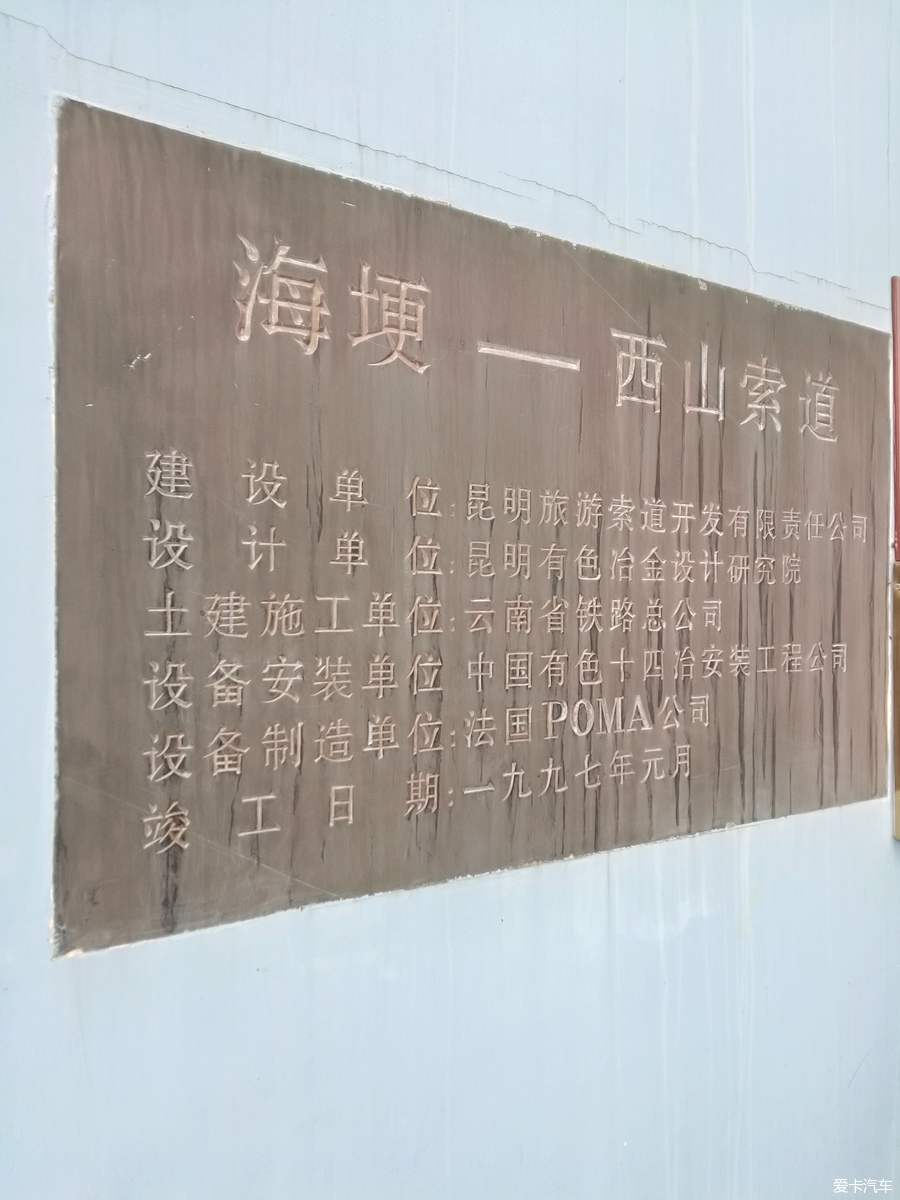 海埂一西山索道
建设单位:昆明旅游索道开发有限责任公司
设计单位:昆明有色冶金设计研究院
土建施工单位:云南省铁路总公司
设备安装单位 中国有色十四冶安装工程公司
设备制造单位:法国POMA公司
竣工日期:一九九七年元月
爱卡汽车